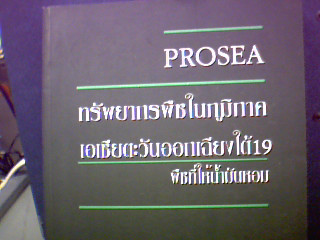 PROSEA
ทรัพยากรพืชในภูมิภาค
เอเชียตะวันออกเฉียงใต้19
พืชที่ให้น้ำมันหอม